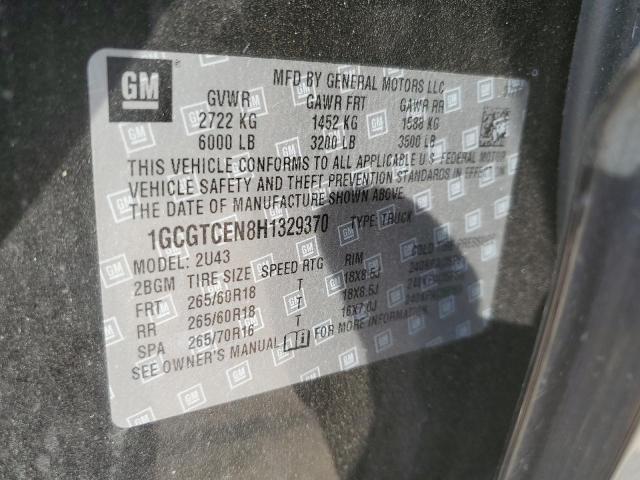 GM
MFD BY GENERAL MOTORS LLC
GVWR GAWR FRT GAWR RR
2722 KG 1452 KG 1588 KG
6000 LB 3200 LB 3500 LB
THIS VEHICLE CONFORMS TO ALL APPLICABLE U.S. FEDERAL MOTOR
VEHICLE SAFETY AND THEFT PREVENTION STANDARDS IN EFFECT ON
THE DATE OF MANUFACTURE SHOWN ABOVE.
1GCGTCEN8H1329370 TYPE: TRUCK
MODEL: 2U43
2BGM TIRE SIZE SPEED RTG RIM COLD TIRE PRESSURE
FRT 265/60R18 T 18X8.5J
RR 265/60R18 T 18X8.5J
SPA 265/70R16 T 16X7.0J
SEE OWNER'S MANUAL FOR MORE INFORMATION